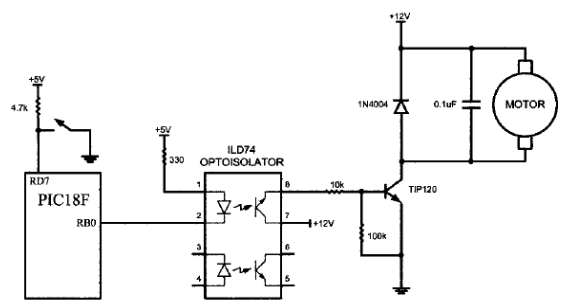 +12V
+5V
4.7k
1N4004
0.1uF
MOTOR
+5V
ILD74
OPTOISOLATOR
330
RD7
PIC18F
RB0
1
8
10k
TIP120
2
7
+12V
100k
3
6
4
5